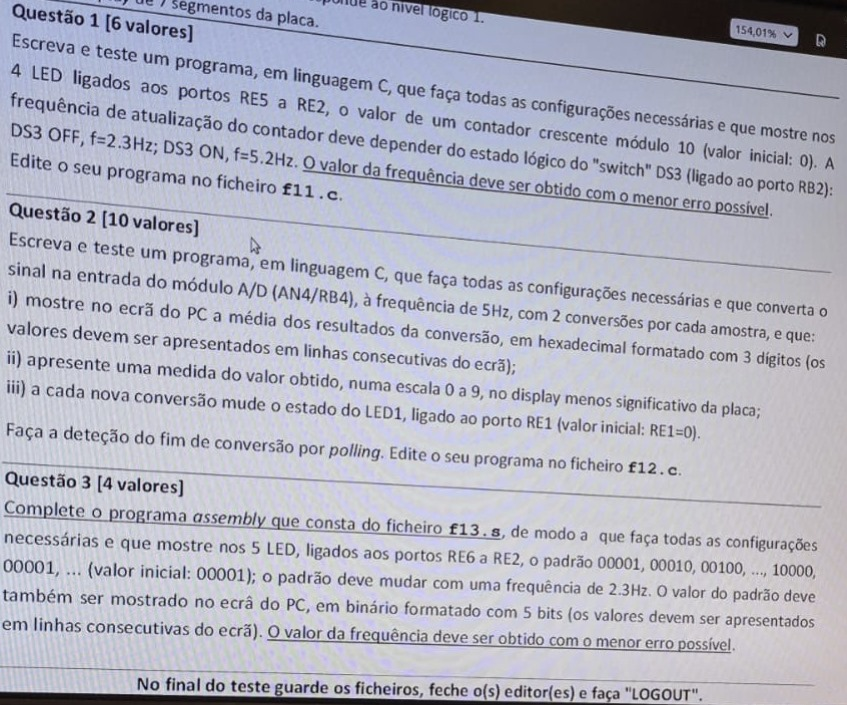 7 segmentos da placa.
ao nível lógico 1.
154,01%
Questão 1 [6 valores]
Escreva e teste um programa, em linguagem C, que faça todas as configurações necessárias e que mostre nos
4 LED ligados aos portos RE5 a RE2, o valor de um contador crescente módulo 10 (valor inicial: 0). A
frequência de atualização do contador deve depender do estado lógico do "switch" DS3 (ligado ao porto RB2):
DS3 OFF, f=2.3Hz; DS3 ON, f=5.2Hz. O valor da frequência deve ser obtido com o menor erro possível.
Edite o seu programa no ficheiro f11.c.
Questão 2 [10 valores]
Escreva e teste um programa, em linguagem C, que faça todas as configurações necessárias e que converta o
sinal na entrada do módulo A/D (AN4/RB4), à frequência de 5Hz, com 2 conversões por cada amostra, e que:
i) mostre no ecrã do PC a média dos resultados da conversão, em hexadecimal formatado com 3 dígitos (os
valores devem ser apresentados em linhas consecutivas do ecrã);
ii) apresente uma medida do valor obtido, numa escala 0 a 9, no display menos significativo da placa;
iii) a cada nova conversão mude o estado do LED1, ligado ao porto RE1 (valor inicial: RE1=0).
Faça a deteção do fim de conversão por polling. Edite o seu programa no ficheiro f12.c.
Questão 3 [4 valores]
Complete o programa assembly que consta do ficheiro f13.s, de modo a que faça todas as configurações
necessárias e que mostre nos 5 LED, ligados aos portos RE6 a RE2, o padrão 00001, 00010, 00100, ..., 10000,
00001, ... (valor inicial: 00001); o padrão deve mudar com uma frequência de 2.3Hz. O valor do padrão deve
também ser mostrado no ecrã do PC, em binário formatado com 5 bits (os valores devem ser apresentados
em linhas consecutivas do ecrã). O valor da frequência deve ser obtido com o menor erro possível.
No final do teste guarde os ficheiros, feche o(s) editor(es) e faça "LOGOUT".